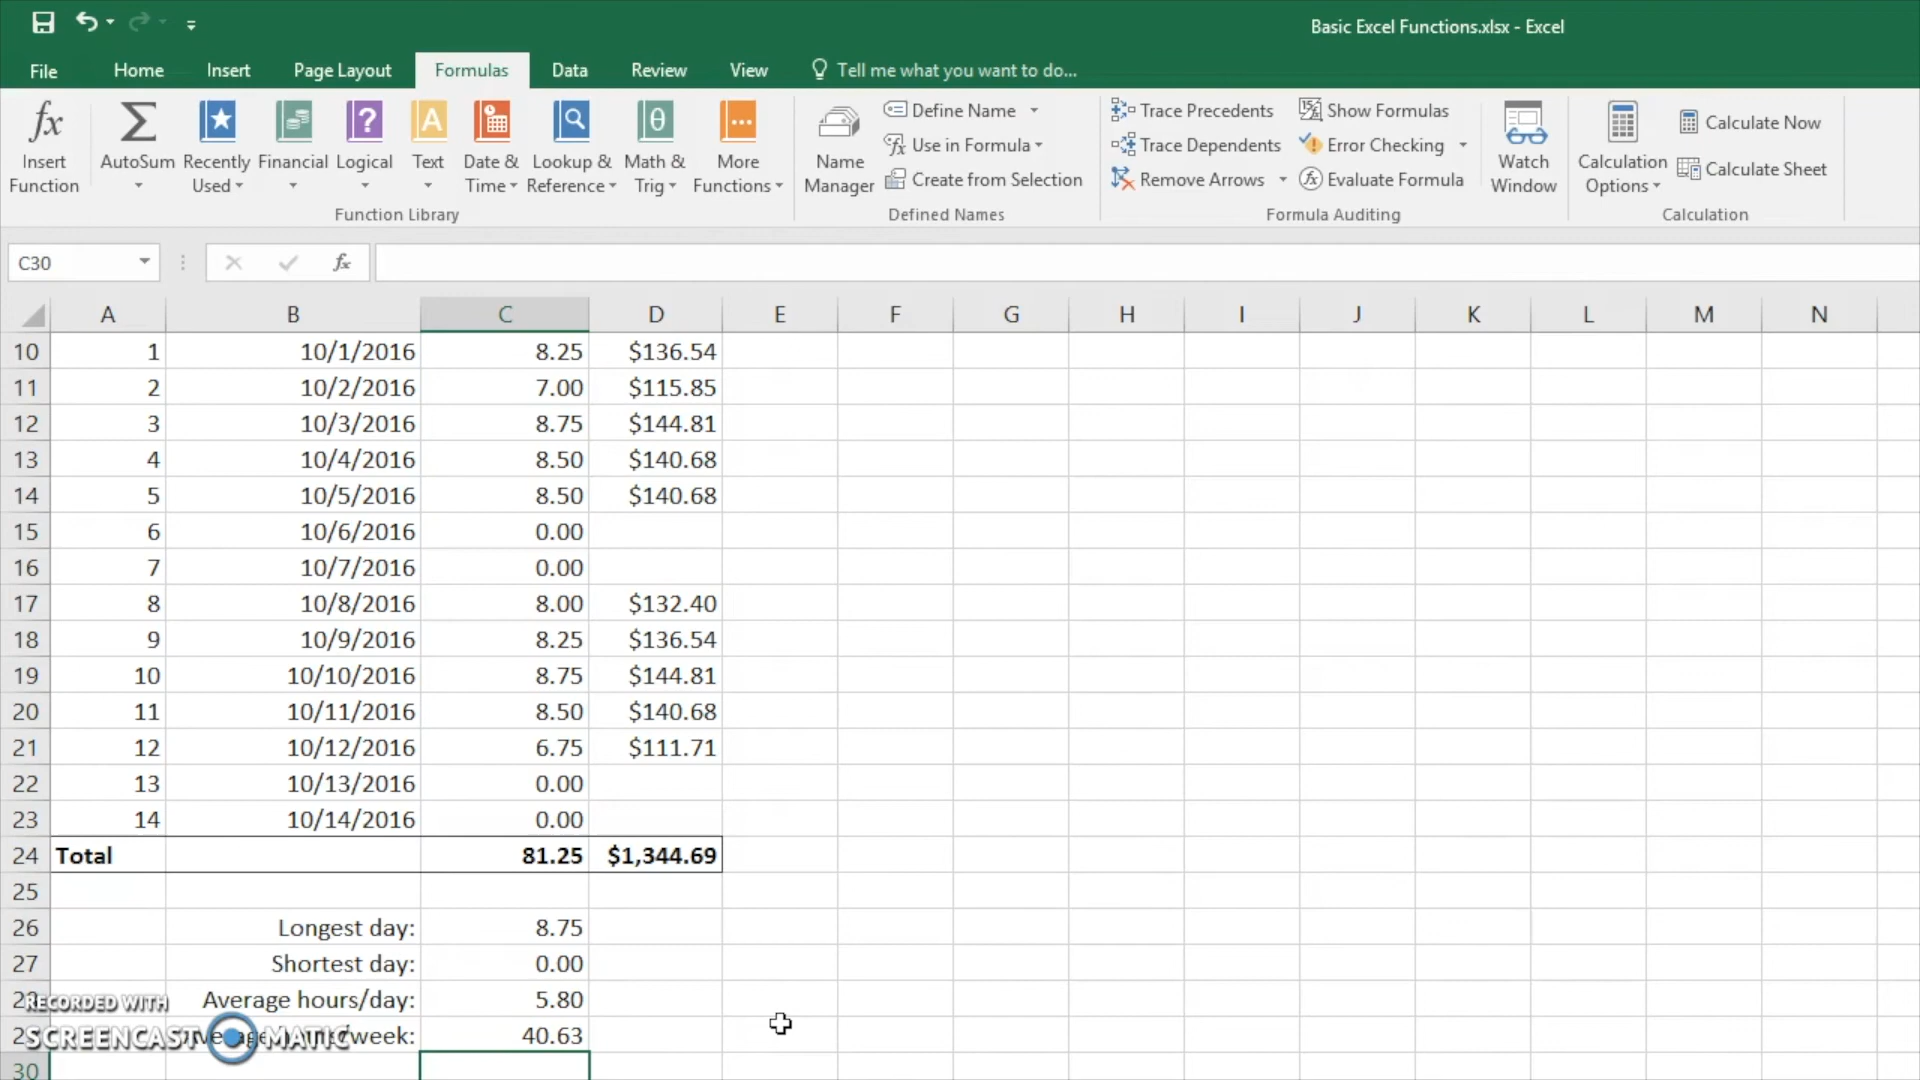 Basic Excel Functions.xlsx - Excel
File Home Insert Page Layout Formulas Data Review View Tell me what you want to do...
fx Insert Function
AutoSum
Recently Used
Financial
Logical
Text
Date & Time
Lookup & Reference
Math & Trig
More Functions
Function Library
Name Manager
Define Name
Use in Formula
Create from Selection
Defined Names
Trace Precedents
Trace Dependents
Remove Arrows
Show Formulas
Error Checking
Evaluate Formula
Formula Auditing
Watch Window
Calculation Options
Calculate Now
Calculate Sheet
Calculation
C30 fx
A B C D E F G H I J K L M N
10 1 10/1/2016 8.25 $136.54
11 2 10/2/2016 7.00 $115.85
12 3 10/3/2016 8.75 $144.81
13 4 10/4/2016 8.50 $140.68
14 5 10/5/2016 8.50 $140.68
15 6 10/6/2016 0.00
16 7 10/7/2016 0.00
17 8 10/8/2016 8.00 $132.40
18 9 10/9/2016 8.25 $136.54
19 10 10/10/2016 8.75 $144.81
20 11 10/11/2016 8.50 $140.68
21 12 10/12/2016 6.75 $111.71
22 13 10/13/2016 0.00
23 14 10/14/2016 0.00
24 Total 81.25 $1,344.69
25
26 Longest day: 8.75
27 Shortest day: 0.00
Average hours/day: 5.80
/week: 40.63
30
RECORDED WITH
SCREENCAST MATIC